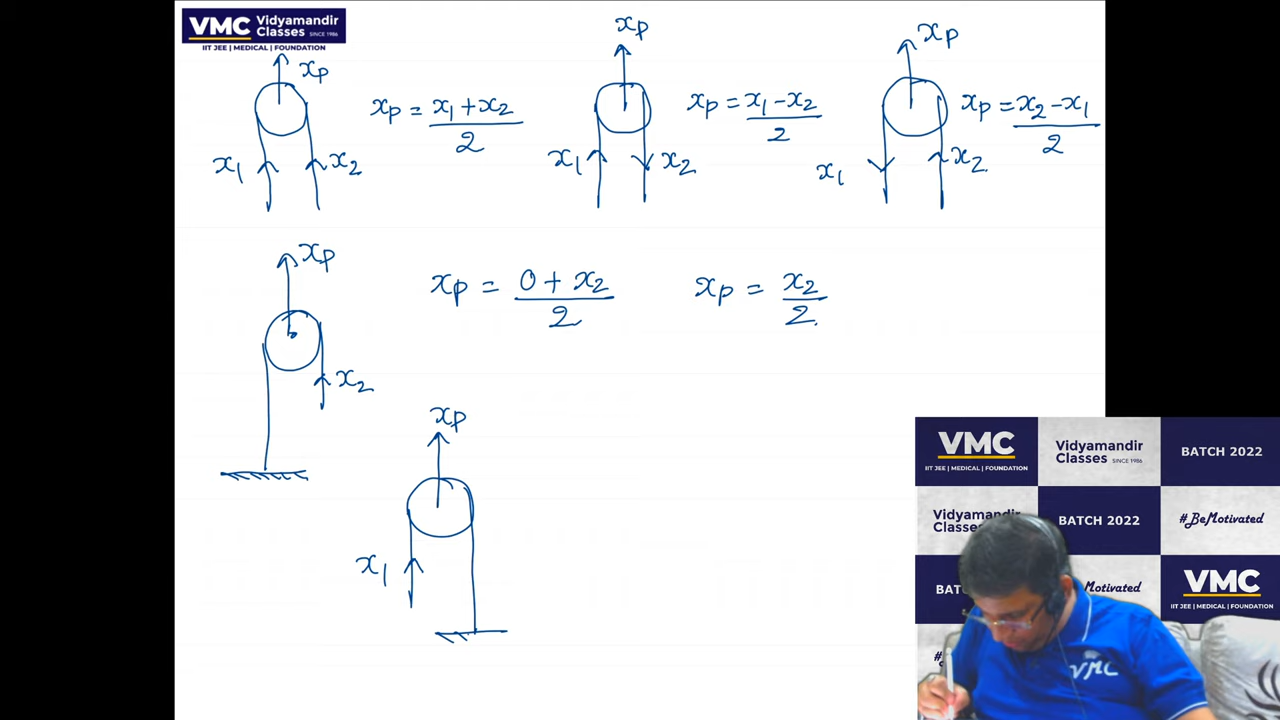 VMC Vidyamandir Classes SINCE 1986
IIT JEE | MEDICAL | FOUNDATION
xp
x1
x2
xp = x1 + x2 / 2
xp
x1
x2
xp = x1 - x2 / 2
xp
x1
x2
xp = x2 - x1 / 2
xp
x2
xp = 0 + x2 / 2
xp = x2 / 2
xp
x1
VMC
IIT JEE | MEDICAL | FOUNDATION
Vidyamandir
Classes SINCE 1986
BATCH 2022
Vidyamandir
Classes
BATCH 2022
#BeMotivated
BATC
Motivated
VMC
IIT JEE | MEDICAL | FOUNDATION
VMC